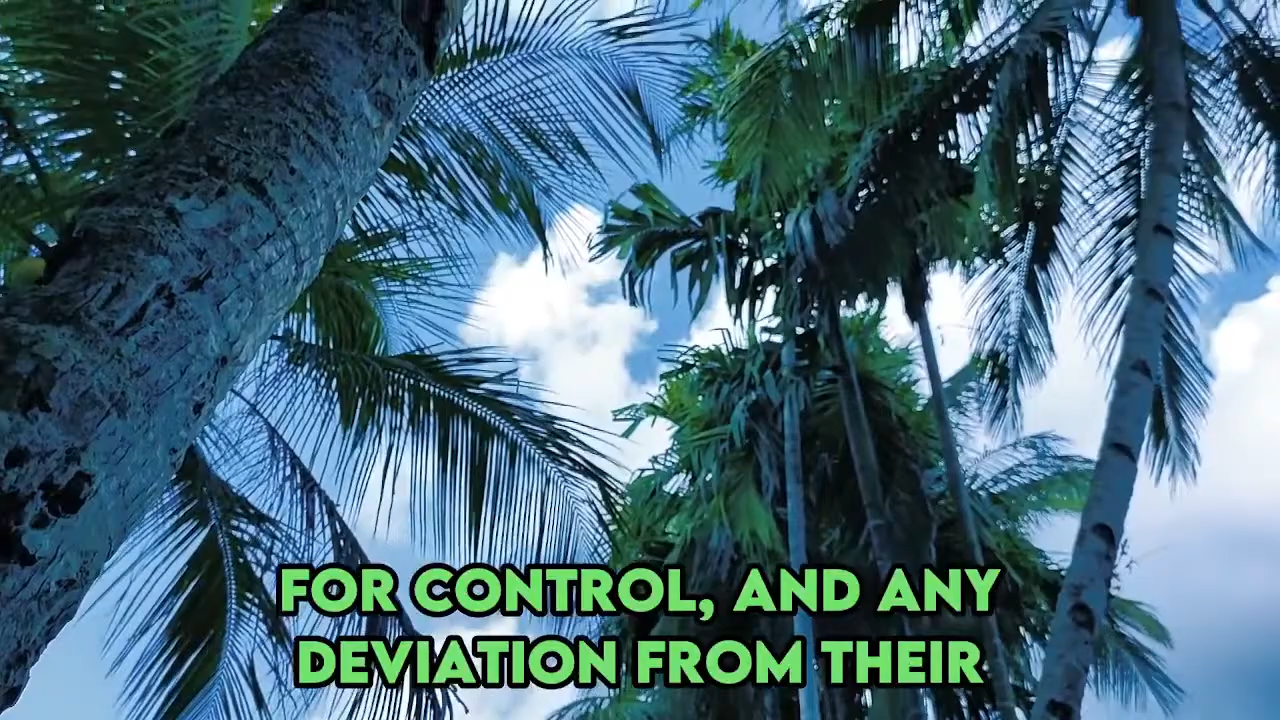 FOR CONTROL, AND ANY
DEVIATION FROM THEIR